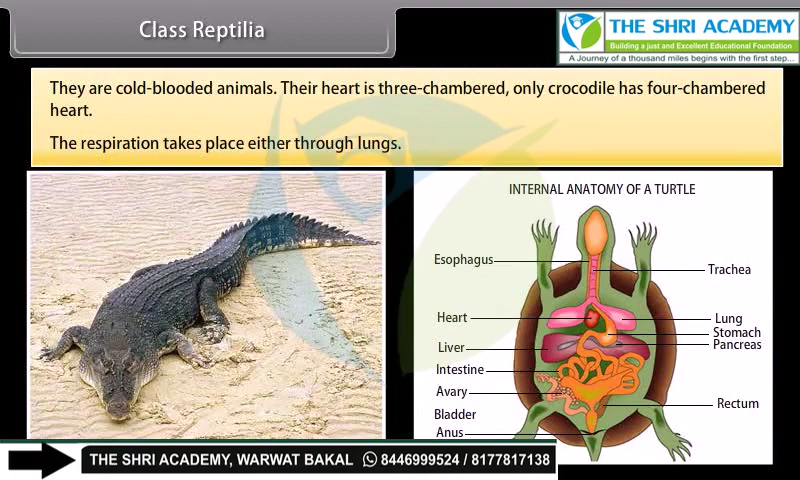 Class Reptilia
THE SHRI ACADEMY
Building a just and Excellent Educational Foundation
A Journey of a thousand miles begins with the first step...
They are cold-blooded animals. Their heart is three-chambered, only crocodile has four-chambered
heart.
The respiration takes place either through lungs.
INTERNAL ANATOMY OF A TURTLE
Esophagus
Trachea
Heart
Lung
Stomach
Liver
Pancreas
Intestine
Avary
Rectum
Bladder
Anus
THE SHRI ACADEMY, WARWAT BAKAL 8446999524 / 8177817138